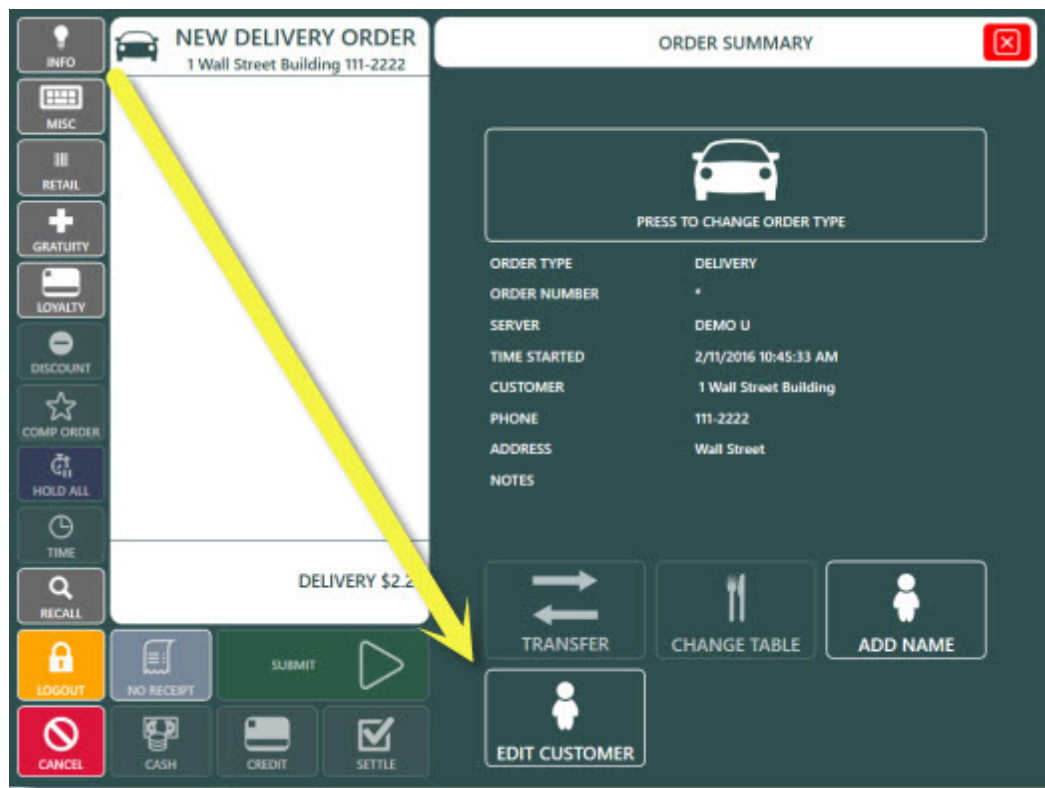 INFO
MISC
RETAIL
GRATUITY
LOYALTY
DISCOUNT
COMP ORDER
HOLD ALL
TIME
RECALL
LOGOUT
CANCEL
NEW DELIVERY ORDER
1 Wall Street Building 111-2222
DELIVERY $2.2
NO RECEIPT
SUBMIT
CASH
CREDIT
SETTLE
ORDER SUMMARY
PRESS TO CHANGE ORDER TYPE
ORDER TYPE DELIVERY
ORDER NUMBER *
SERVER DEMO U
TIME STARTED 2/11/2016 10:45:33 AM
CUSTOMER 1 Wall Street Building
PHONE 111-2222
ADDRESS Wall Street
NOTES
TRANSFER
CHANGE TABLE
ADD NAME
EDIT CUSTOMER